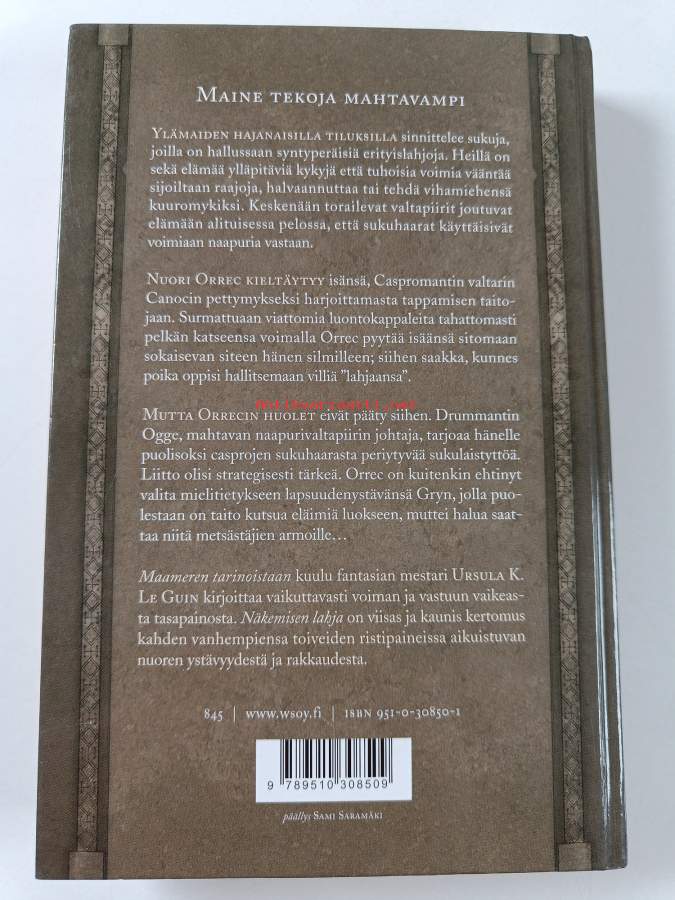 Maine tekoja mahtavampi
Ylämaiden hajanaisilla tiluksilla sinnittelee sukuja,
joilla on hallussaan syntyperäisiä erityislahjoja. Heillä on
sekä elämää ylläpitäviä kykyjä että tuhoisia voimia vääntää
sijoiltaan raajoja, halvaannuttaa tai tehdä vihamiehensä
kuuromykiksi. Keskenään torailevat valtapiirit joutuvat
elämään alituisessa pelossa, että sukuhaarat käyttäisivät
voimiaan naapuria vastaan.
Nuori Orrec kieltäytyy isänsä, Caspromantin valtarin
Canocin pettymykseksi harjoittamasta tappamisen taito-
jaan. Surmattuaan viattomia luontokappaleita tahattomasti
pelkän katseensa voimalla Orrec pyytää isäänsä sitomaan
sokaisevan siteen hänen silmilleen; siihen saakka, kunnes
poika oppisi hallitsemaan villiä ”lahjaansa”.
Mutta Orrecin huolet eivät pääty siihen. Drummantin
Ogge, mahtavan naapurivaltapiirin johtaja, tarjoaa hänelle
puolisoksi casprojen sukuhaarasta periytyvää sukulaistyttöä.
Liitto olisi strategisesti tärkeä. Orrec on kuitenkin ehtinyt
valita mielitietykseen lapsuudenystävänsä Gryn, jolla puo-
lestaan on taito kutsua eläimiä luokseen, muttei halua saat-
taa niitä metsästäjien armoille…
Maameren tarinoistaan kuulu fantasian mestari Ursula K.
Le Guin kirjoittaa vaikuttavasti voiman ja vastuun vaikeas-
ta tasapainosta. Näkemisen lahja on viisas ja kaunis kertomus
kahden vanhempiensa toiveiden ristipaineissa aikuistuvan
nuoren ystävyydestä ja rakkaudesta.
845 | www.wsoy.fi | ISBN 951-0-30850-1
9 789510 308509
päällys Sami Saramäki